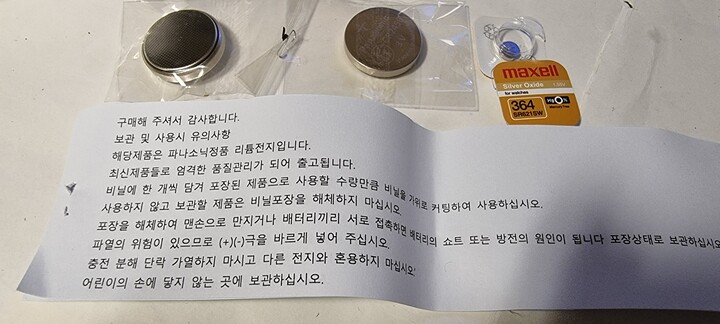 maxell
Silver Oxide
for watches
364
SR621SW
구매해 주셔서 감사합니다.
보관 및 사용시 유의사항
해당제품은 파나소닉정품 리튬전지입니다.
최신제품들로 엄격한 품질관리가 되어 출고됩니다.
비닐에 한 개씩 담겨 포장된 제품으로 사용할 수량만큼 비닐을 가위로 커팅하여 사용하십시오.
사용하지 않고 보관할 제품은 비닐포장을 해체하지 마십시오.
포장을 해체하여 맨손으로 만지거나 배터리끼리 서로 접촉하면 배터리의 쇼트 또는 방전의 원인이 됩니다 포장상태로 보관하십시오
파열의 위험이 있으므로 (+)(-)극을 바르게 넣어 주십시오.
충전 분해 단락 가열하지 마시고 다른 전지와 혼용하지 마십시오
어린이의 손에 닿지 않는 곳에 보관하십시오.